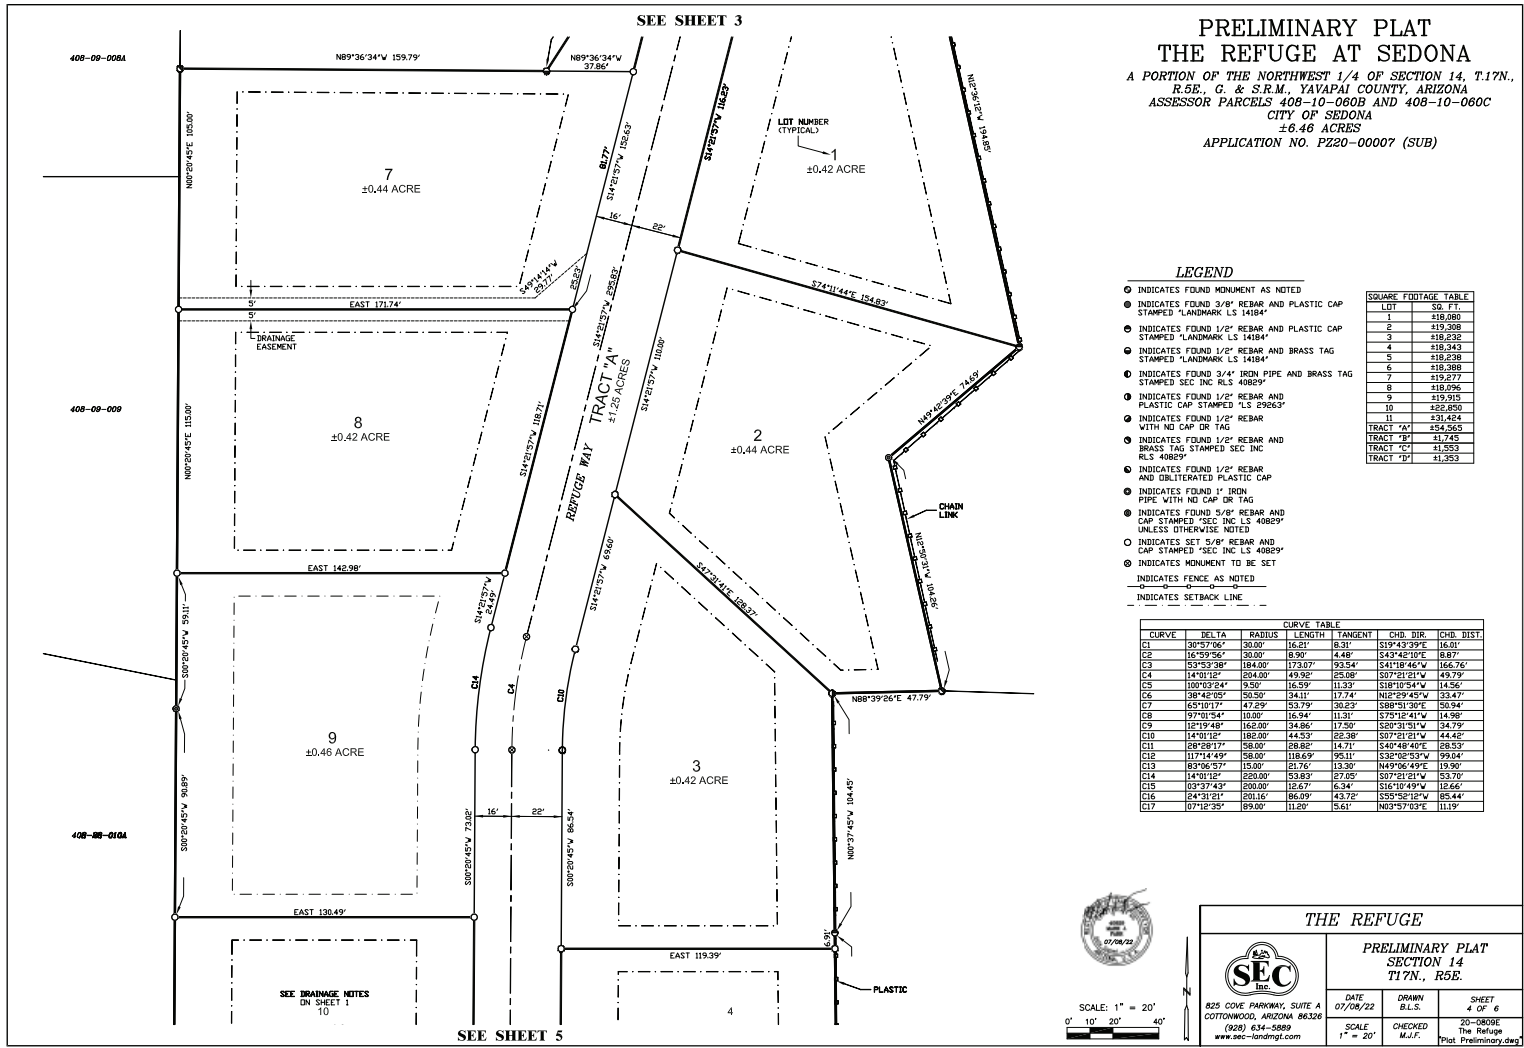 SEE SHEET 3
PRELIMINARY PLAT
THE REFUGE AT SEDONA
A PORTION OF THE NORTHWEST 1/4 OF SECTION 14, T.17N.,
R.5E., G. & S.R.M., YAVAPAI COUNTY, ARIZONA
ASSESSOR PARCELS 408-10-060B AND 408-10-060C
CITY OF SEDONA
±6.46 ACRES
APPLICATION NO. PZ20-00007 (SUB)
408-09-008A
N89°36'34"W 159.79'
N89°36'34"W
37.86'
N00°20'45"E 105.00'
7
±0.44 ACRE
81.77'
S14°21'57"W 152.63'
S14°21'57"W 116.23'
LOT NUMBER
(TYPICAL)
1
±0.42 ACRE
N12°36'12"W 194.85'
16'
22'
S49°14'14"W
29.77'
25.23'
S14°21'57"W 295.83'
S74°11'44"E 154.83'
5'
EAST 171.74'
5'
DRAINAGE
EASEMENT
408-09-009
N00°20'45"E 115.00'
8
±0.42 ACRE
S14°21'57"W 118.71'
REFUGE WAY
TRACT "A"
±1.25 ACRES
S14°21'57"W 110.00'
2
±0.44 ACRE
N49°42'39"E 74.69'
CHAIN
LINK
N12°50'31"W 104.26'
EAST 142.98'
S14°21'57"W
24.49'
S14°21'57"W 69.60'
S47°31'41"E 128.37'
S00°20'45"W 59.11'
C14
C4
C10
N88°39'26"E 47.79'
9
±0.46 ACRE
3
±0.42 ACRE
S00°20'45"W 90.89'
S00°20'45"W 73.02'
16'
22'
S00°20'45"W 86.54'
N00°37'45"W 104.45'
EAST 130.49'
6.91'
EAST 119.39'
SEE DRAINAGE NOTES
ON SHEET 1
10
4
PLASTIC
SEE SHEET 5
LEGEND
INDICATES FOUND MONUMENT AS NOTED
INDICATES FOUND 3/8" REBAR AND PLASTIC CAP
STAMPED "LANDMARK LS 14184"
INDICATES FOUND 1/2" REBAR AND PLASTIC CAP
STAMPED "LANDMARK LS 14184"
INDICATES FOUND 1/2" REBAR AND BRASS TAG
STAMPED "LANDMARK LS 14184"
INDICATES FOUND 3/4" IRON PIPE AND BRASS TAG
STAMPED SEC INC RLS 40829"
INDICATES FOUND 1/2" REBAR AND
PLASTIC CAP STAMPED "LS 29263"
INDICATES FOUND 1/2" REBAR
WITH NO CAP OR TAG
INDICATES FOUND 1/2" REBAR AND
BRASS TAG STAMPED SEC INC
RLS 40829"
INDICATES FOUND 1/2" REBAR
AND OBLITERATED PLASTIC CAP
INDICATES FOUND 1" IRON
PIPE WITH NO CAP OR TAG
INDICATES FOUND 5/8" REBAR AND
CAP STAMPED "SEC INC LS 40829"
UNLESS OTHERWISE NOTED
INDICATES SET 5/8" REBAR AND
CAP STAMPED "SEC INC LS 40829"
INDICATES MONUMENT TO BE SET
INDICATES FENCE AS NOTED
INDICATES SETBACK LINE
SQUARE FOOTAGE TABLE
LOT SQ. FT.
1 ±18,080
2 ±19,308
3 ±18,232
4 ±18,343
5 ±18,238
6 ±18,388
7 ±19,277
8 ±18,096
9 ±19,915
10 ±22,850
11 ±31,424
TRACT "A" ±54,565
TRACT "B" ±1,745
TRACT "C" ±1,553
TRACT "D" ±1,353
CURVE TABLE
CURVE DELTA RADIUS LENGTH TANGENT CHD. DIR. CHD. DIST.
C1 30°57'06" 30.00' 16.21' 8.31' S19°43'39"E 16.01'
C2 16°59'56" 30.00' 8.90' 4.48' S43°42'10"E 8.87'
C3 53°53'38" 184.00' 173.07' 93.54' S41°18'46"W 166.76'
C4 14°01'12" 204.00' 49.92' 25.08' S07°21'21"W 49.79'
C5 100°03'24" 9.50' 16.59' 11.33' S18°10'54"W 14.56'
C6 38°42'05" 50.50' 34.11' 17.74' N12°29'45"W 33.47'
C7 65°10'17" 47.29' 53.79' 30.23' S88°51'30"E 50.94'
C8 97°01'54" 10.00' 16.94' 11.31' S75°12'41"W 14.98'
C9 12°19'48" 162.00' 34.86' 17.50' S20°31'51"W 34.79'
C10 14°01'12" 182.00' 44.53' 22.38' S07°21'21"W 44.42'
C11 28°28'17" 58.00' 28.82' 14.71' S40°48'40"E 28.53'
C12 117°14'49" 58.00' 118.69' 95.11' S32°02'53"W 99.04'
C13 83°06'57" 15.00' 21.76' 13.30' N49°06'49"E 19.90'
C14 14°01'12" 220.00' 53.83' 27.05' S07°21'21"W 53.70'
C15 03°37'43" 200.00' 12.67' 6.34' S16°10'49"W 12.66'
C16 24°31'21" 201.16' 86.09' 43.72' S55°52'12"W 85.44'
C17 07°12'35" 89.00' 11.20' 5.61' N03°57'03"E 11.19'
07/08/22
SCALE: 1" = 20'
0' 10' 20' 40'
N
THE REFUGE
SEC
Inc.
825 COVE PARKWAY, SUITE A
COTTONWOOD, ARIZONA 86326
(928) 634-5889
www.sec-landmgt.com
PRELIMINARY PLAT
SECTION 14
T17N., R5E.
DATE
07/08/22
DRAWN
B.L.S.
SHEET
4 OF 6
SCALE
1" = 20'
CHECKED
M.J.F.
20-0809E
The Refuge
"Plat Preliminary.dwg"